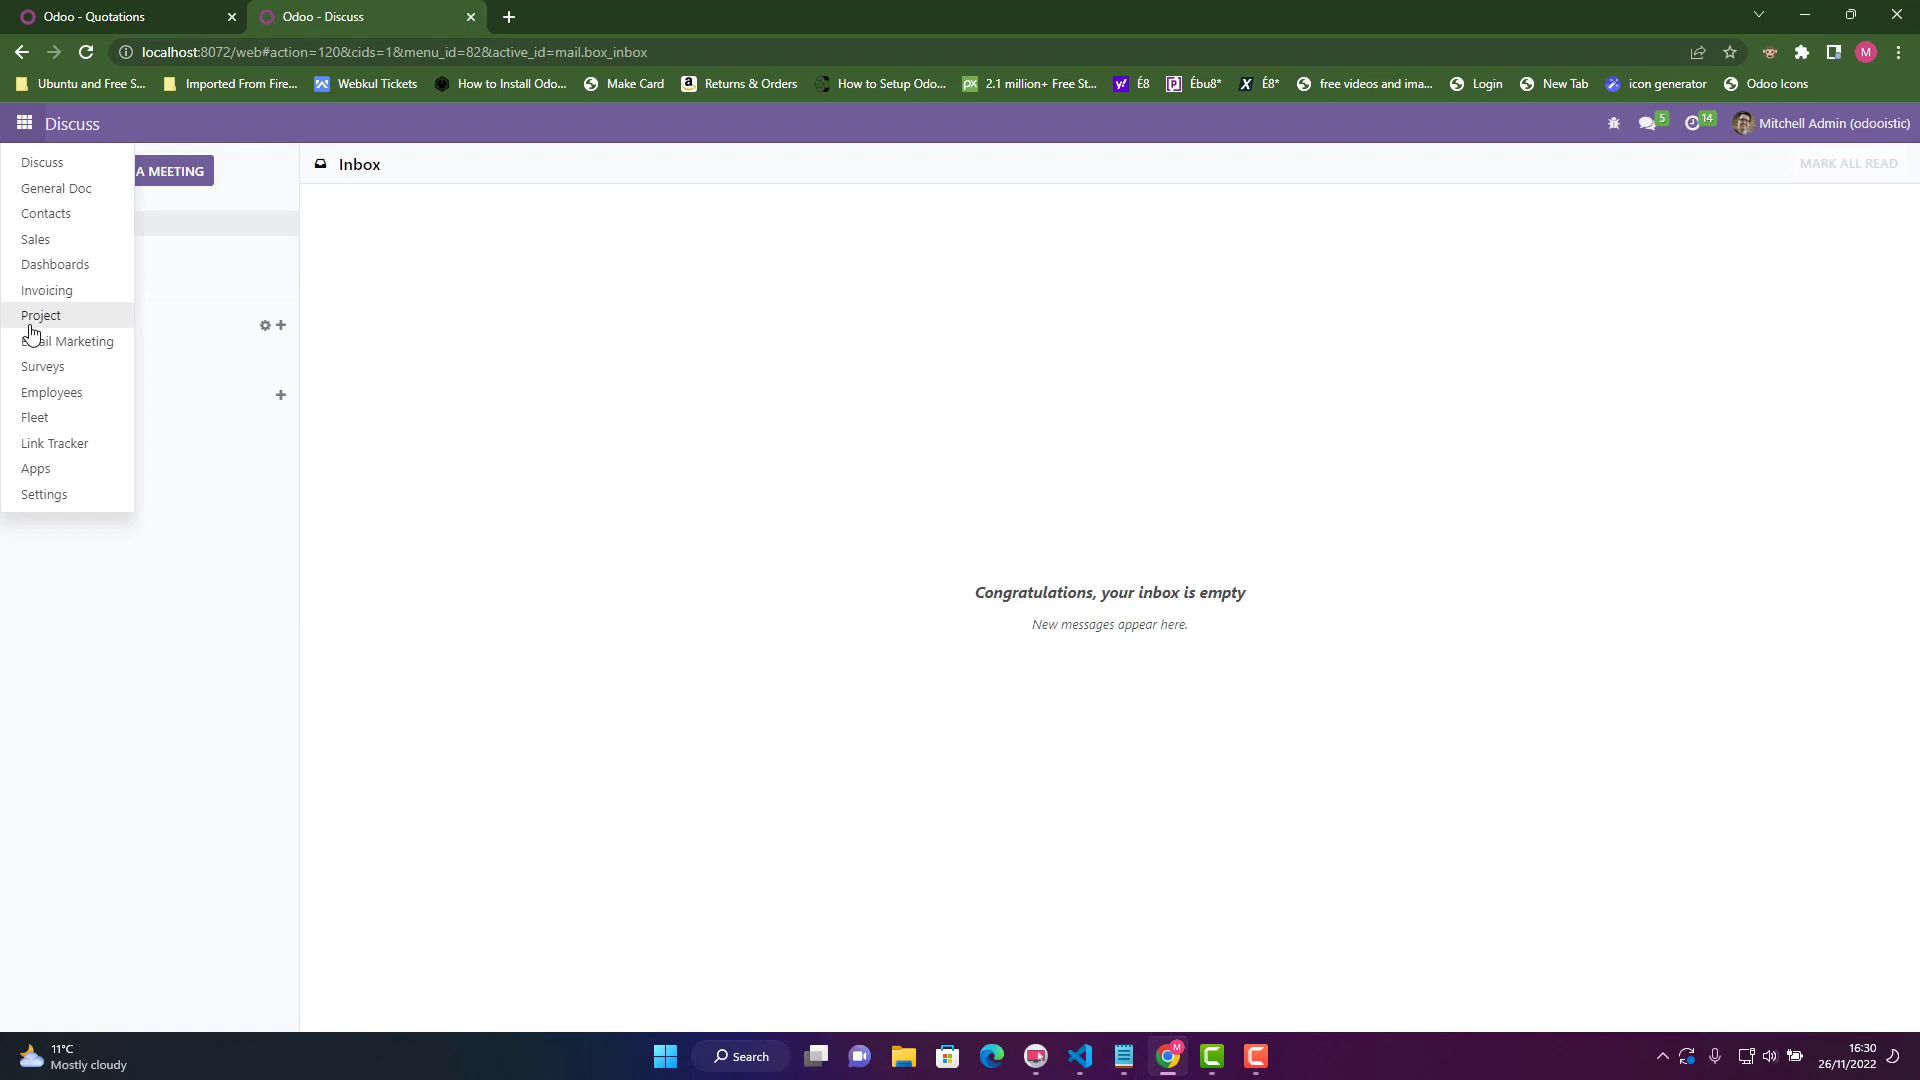 Odoo - Quotations
Odoo - Discuss
localhost:8072/web#action=120&cids=1&menu_id=82&active_id=mail.box_inbox
Ubuntu and Free S...
Imported From Fire...
Webkul Tickets
How to Install Odo...
Make Card
Returns & Orders
How to Setup Odo...
2.1 million+ Free St...
É8
Ébu8*
É8*
free videos and ima...
Login
New Tab
icon generator
Odoo Icons
Discuss
5
14
Mitchell Admin (odooistic)
Discuss
General Doc
Contacts
Sales
Dashboards
Invoicing
Project
Email Marketing
Surveys
Employees
Fleet
Link Tracker
Apps
Settings
A MEETING
Inbox
MARK ALL READ
Congratulations, your inbox is empty
New messages appear here.
11°C
Mostly cloudy
Search
16:30
26/11/2022